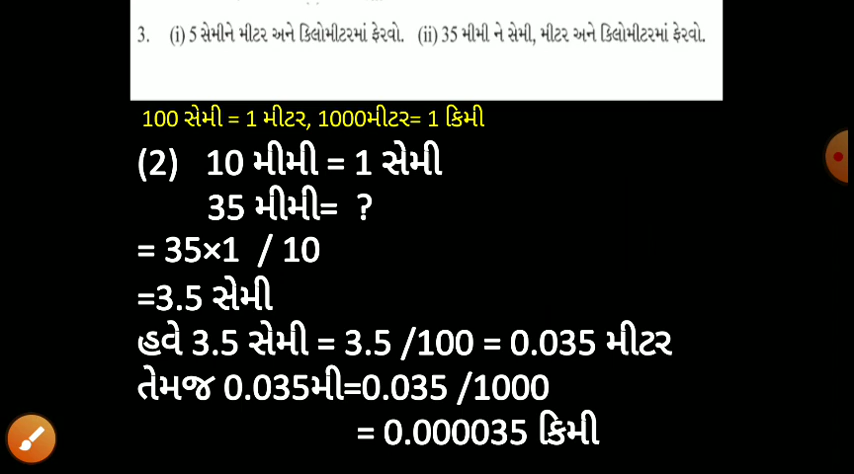 3. (i) 5 સેમીને મીટર અને કિલોમીટરમાં ફેરવો. (ii) 35 મીમી ને સેમી, મીટર અને કિલોમીટરમાં ફેરવો.
100 સેમી = 1 મીટર, 1000મીટર= 1 કિમી
(2) 10 મીમી = 1 સેમી
35 મીમી= ?
= 35×1 / 10
=3.5 સેમી
હવે 3.5 સેમી = 3.5 /100 = 0.035 મીટર
તેમજ 0.035મી=0.035 /1000
= 0.000035 કિમી